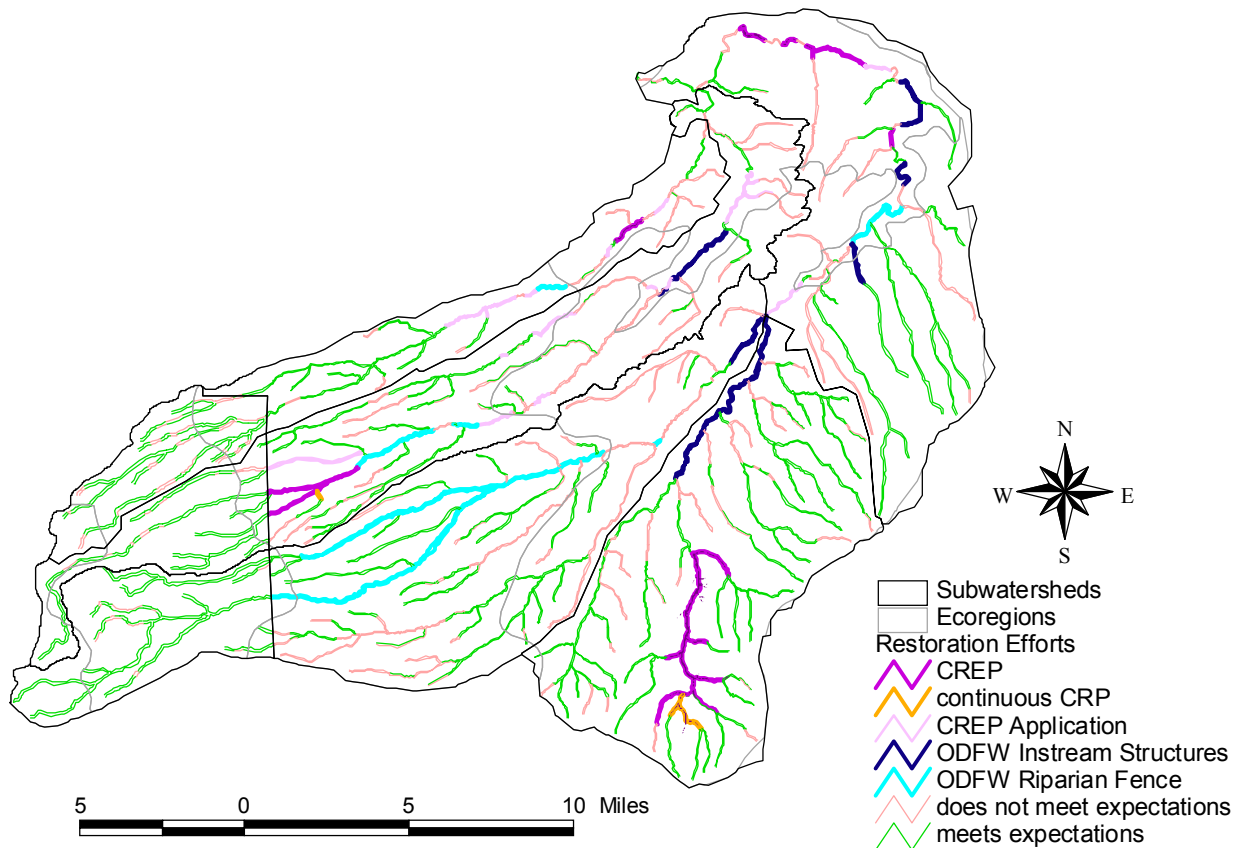 N
W E
S
Subwatersheds
Ecoregions
Restoration Efforts
CREP
continuous CRP
CREP Application
ODFW Instream Structures
ODFW Riparian Fence
does not meet expectations
meets expectations
5 0 5 10 Miles